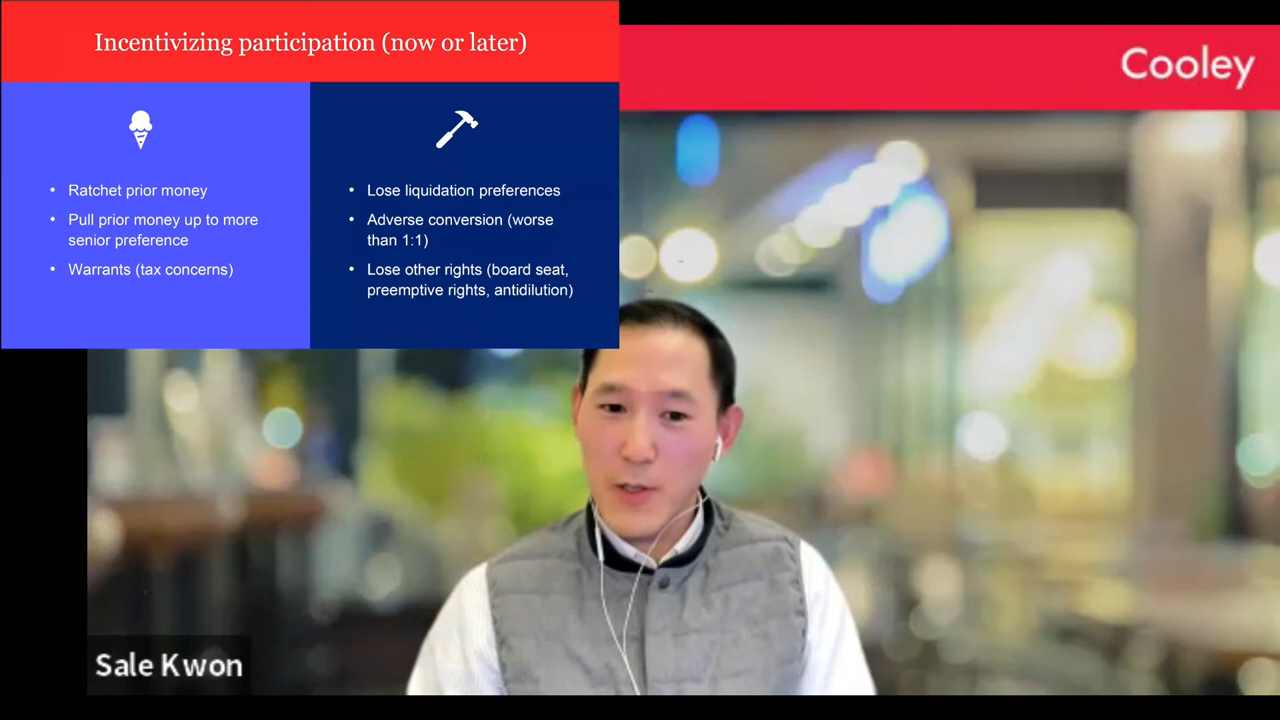 Incentivizing participation (now or later)
Cooley
• Ratchet prior money
• Pull prior money up to more
senior preference
• Warrants (tax concerns)
• Lose liquidation preferences
• Adverse conversion (worse
than 1:1)
• Lose other rights (board seat,
preemptive rights, antidilution)
Sale Kwon